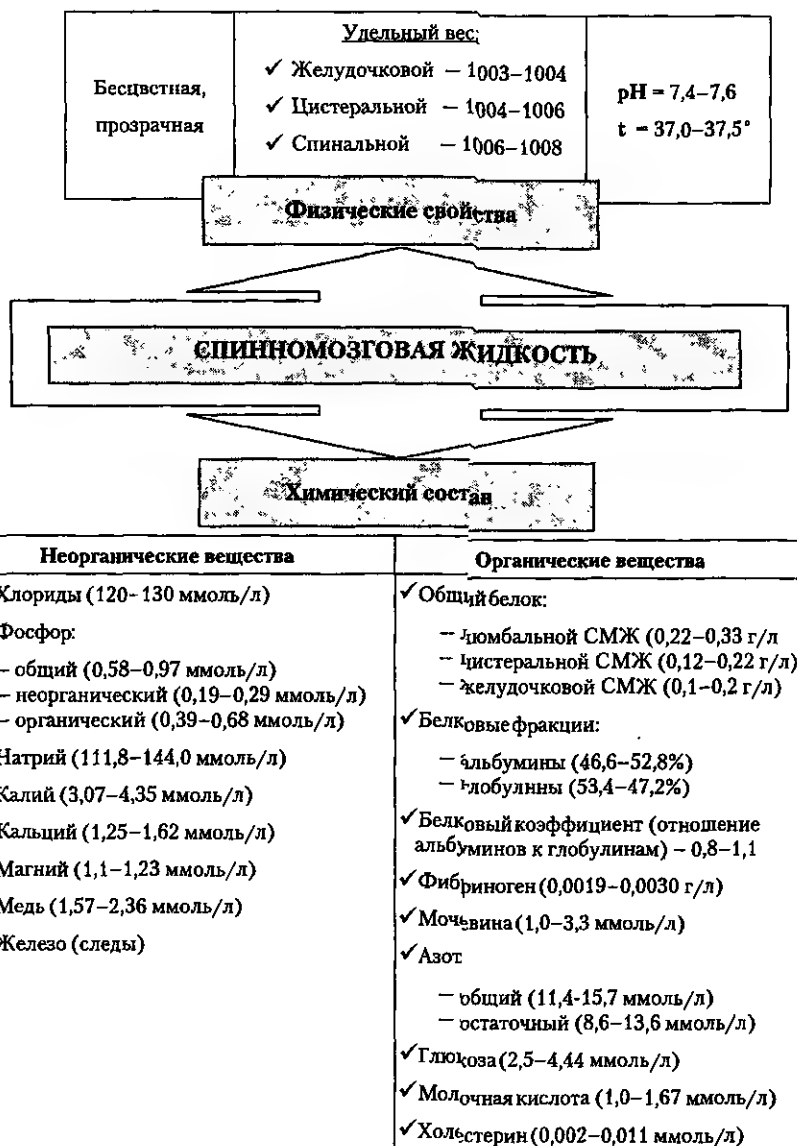 Бесцветная,
прозрачная
Удельный вес:
✓ Желудочковой – 1003–1004
✓ Цистеральной – 1004–1006
✓ Спинальной – 1006–1008
pH = 7,4–7,6
t = 37,0–37,5°
Физические свойства
СПИННОМОЗГОВАЯ ЖИДКОСТЬ
Химический состав
Неорганические вещества
Хлориды (120–130 ммоль/л)
Фосфор:
– общий (0,58–0,97 ммоль/л)
– неорганический (0,19–0,29 ммоль/л)
– органический (0,39–0,68 ммоль/л)
Натрий (111,8–144,0 ммоль/л)
Калий (3,07–4,35 ммоль/л)
Кальций (1,25–1,62 ммоль/л)
Магний (1,1–1,23 ммоль/л)
Медь (1,57–2,36 ммоль/л)
Железо (следы)
Органические вещества
✓ Общий белок:
– люмбальной СМЖ (0,22–0,33 г/л
– цистеральной СМЖ (0,12–0,22 г/л)
– желудочковой СМЖ (0,1–0,2 г/л)
✓ Белковые фракции:
– альбумины (46,6–52,8%)
– глобулины (53,4–47,2%)
✓ Белковый коэффициент (отношение
альбуминов к глобулинам) – 0,8–1,1
✓ Фибриноген (0,0019–0,0030 г/л)
✓ Мочевина (1,0–3,3 ммоль/л)
✓ Азот
– общий (11,4-15,7 ммоль/л)
– остаточный (8,6–13,6 ммоль/л)
✓ Глюкоза (2,5–4,44 ммоль/л)
✓ Молочная кислота (1,0–1,67 ммоль/л)
✓ Холестерин (0,002–0,011 ммоль/л)